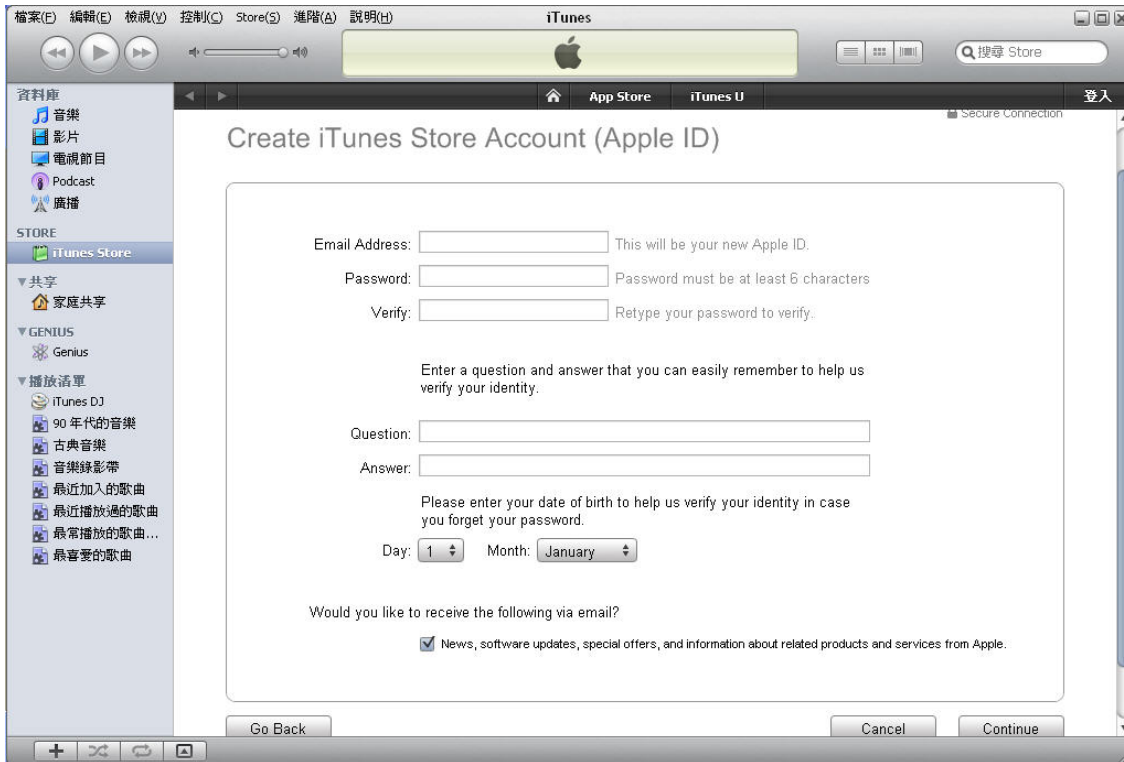 檔案(F) 編輯(E) 檢視(V) 控制(C) Store(S) 進階(A) 說明(H)
iTunes
搜尋 Store
資料庫
音樂
影片
電視節目
Podcast
廣播
STORE
iTunes Store
共享
家庭共享
GENIUS
Genius
播放清單
iTunes DJ
90 年代的音樂
古典音樂
音樂錄影帶
最近加入的歌曲
最近播放過的歌曲
最常播放的歌曲...
最喜愛的歌曲
App Store iTunes U 登入
Secure Connection
Create iTunes Store Account (Apple ID)
Email Address: This will be your new Apple ID.
Password: Password must be at least 6 characters
Verify: Retype your password to verify.
Enter a question and answer that you can easily remember to help us
verify your identity.
Question:
Answer:
Please enter your date of birth to help us verify your identity in case
you forget your password.
Day: 1 Month: January
Would you like to receive the following via email?
News, software updates, special offers, and information about related products and services from Apple.
Go Back Cancel Continue